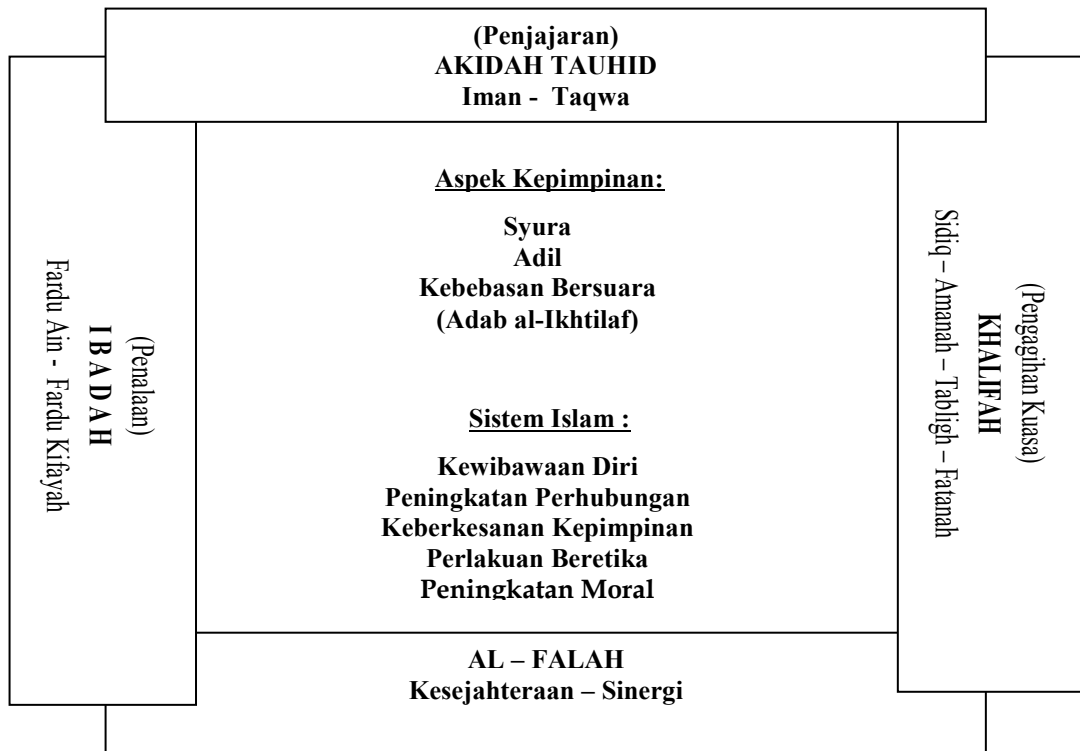 (Penjajaran)
AKIDAH TAUHID
Iman - Taqwa
(Penalaan)
I B A D A H
Fardu Ain - Fardu Kifayah
Aspek Kepimpinan:
Syura
Adil
Kebebasan Bersuara
(Adab al-Ikhtilaf)
Sistem Islam :
Kewibawaan Diri
Peningkatan Perhubungan
Keberkesanan Kepimpinan
Perlakuan Beretika
Peningkatan Moral
(Pengagihan Kuasa)
KHALIFAH
Sidiq – Amanah – Tabligh – Fatanah
AL – FALAH
Kesejahteraan – Sinergi